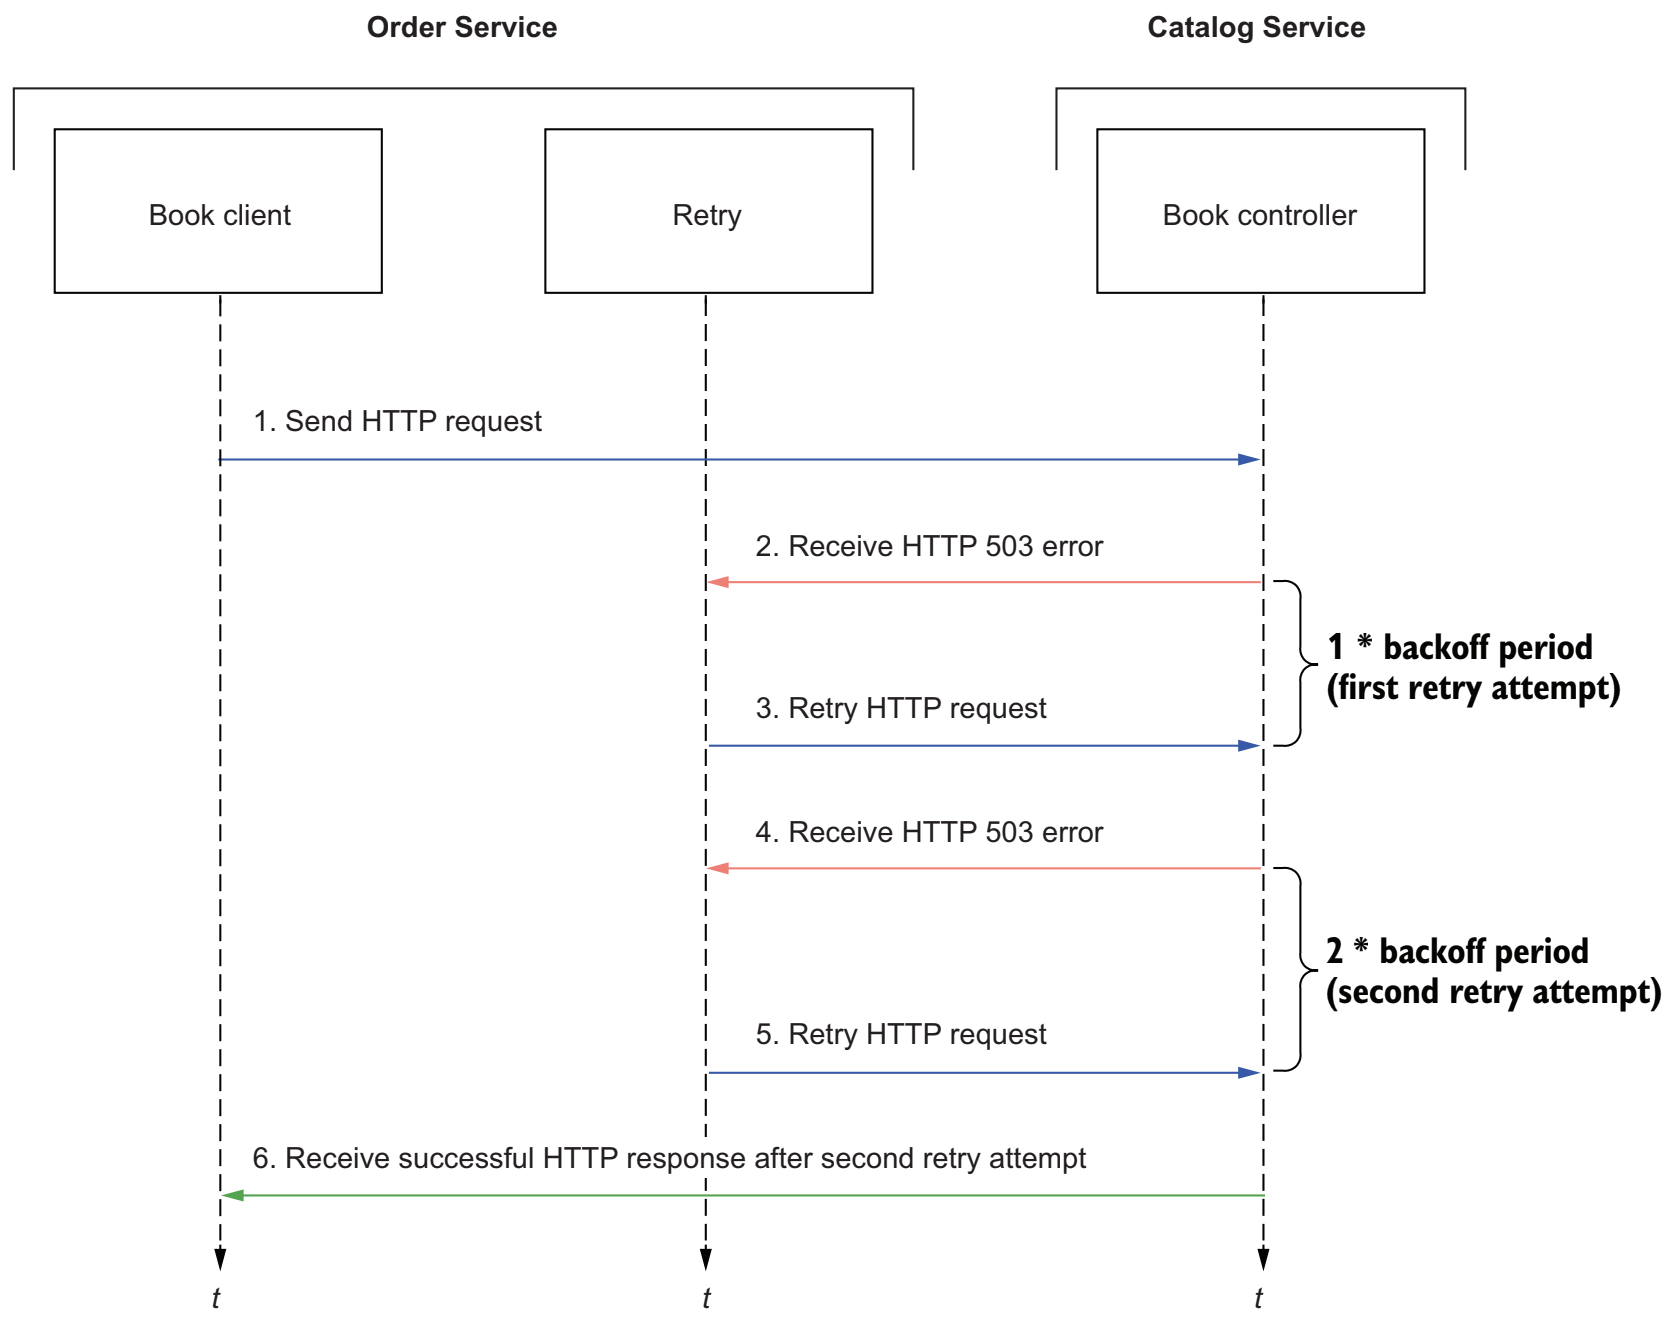 Order Service
Catalog Service
Book client
Retry
Book controller
1. Send HTTP request
2. Receive HTTP 503 error
1 * backoff period
(first retry attempt)
3. Retry HTTP request
4. Receive HTTP 503 error
2 * backoff period
(second retry attempt)
5. Retry HTTP request
6. Receive successful HTTP response after second retry attempt
t
t
t